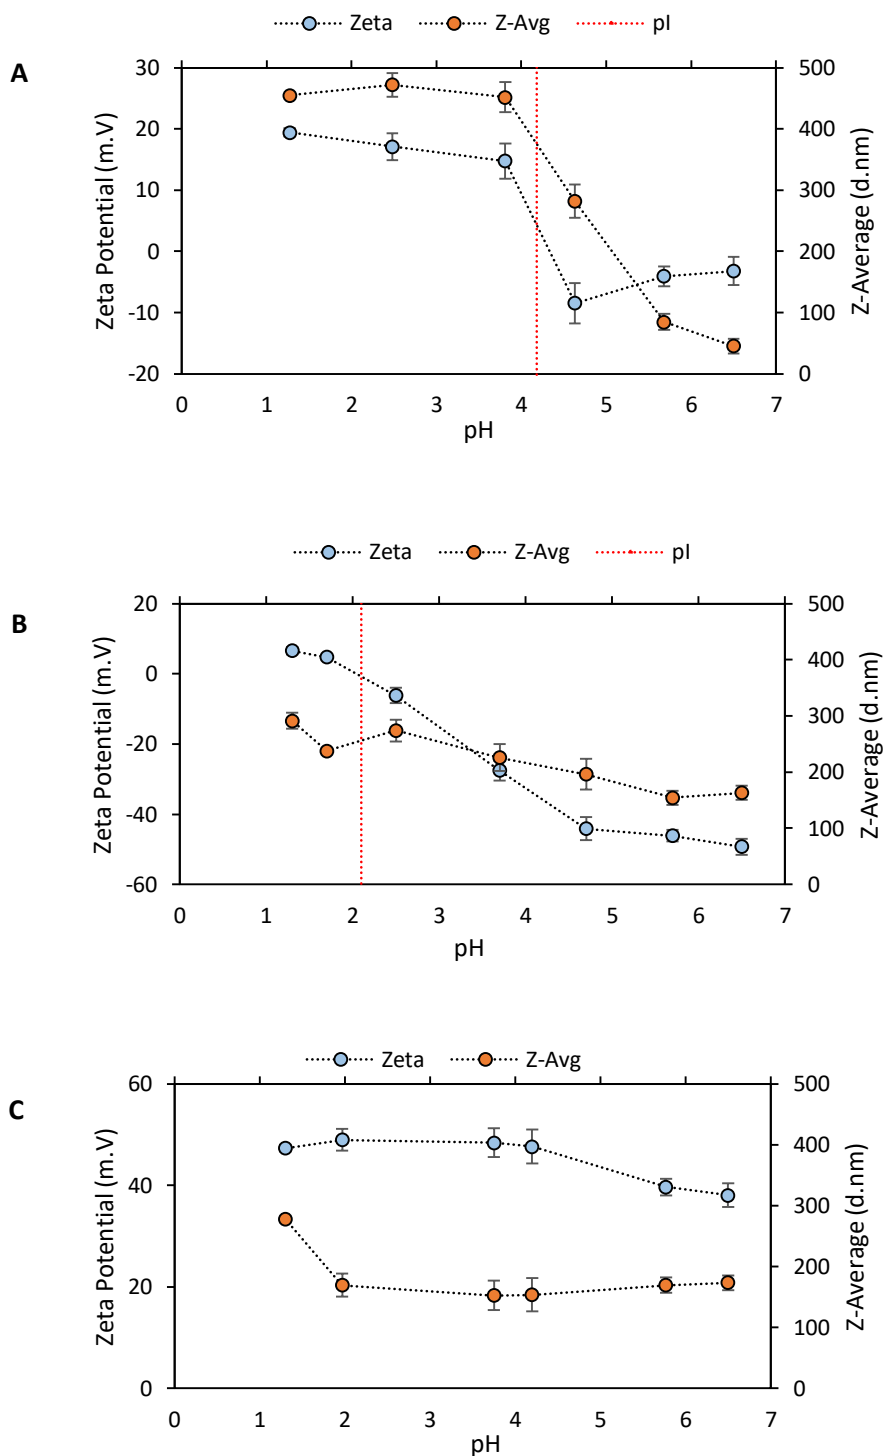 Zeta Z-Avg pI
A
Zeta Potential (m.V)
30
20
10
0
-10
-20
500
400
300
200
100
0
Z-Average (d.nm)
0 1 2 3 4 5 6 7
pH
Zeta Z-Avg pI
B
Zeta Potential (m.V)
20
0
-20
-40
-60
500
400
300
200
100
0
Z-Average (d.nm)
0 1 2 3 4 5 6 7
pH
Zeta Z-Avg
C
Zeta Potential (m.V)
60
40
20
0
500
400
300
200
100
0
Z-Average (d.nm)
0 1 2 3 4 5 6 7
pH